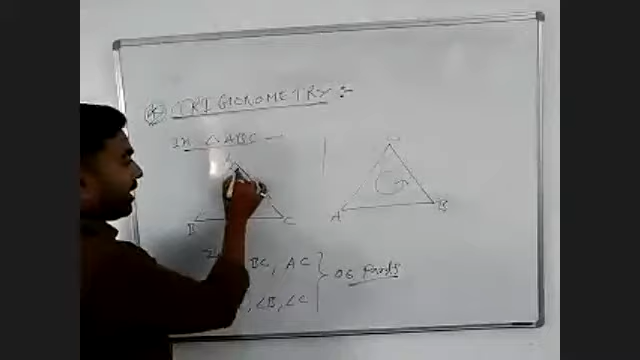 TRIGONOMETRY :-
In △ABC —
B C
A B
BC, AC
06 Parts
, ∠B, ∠C